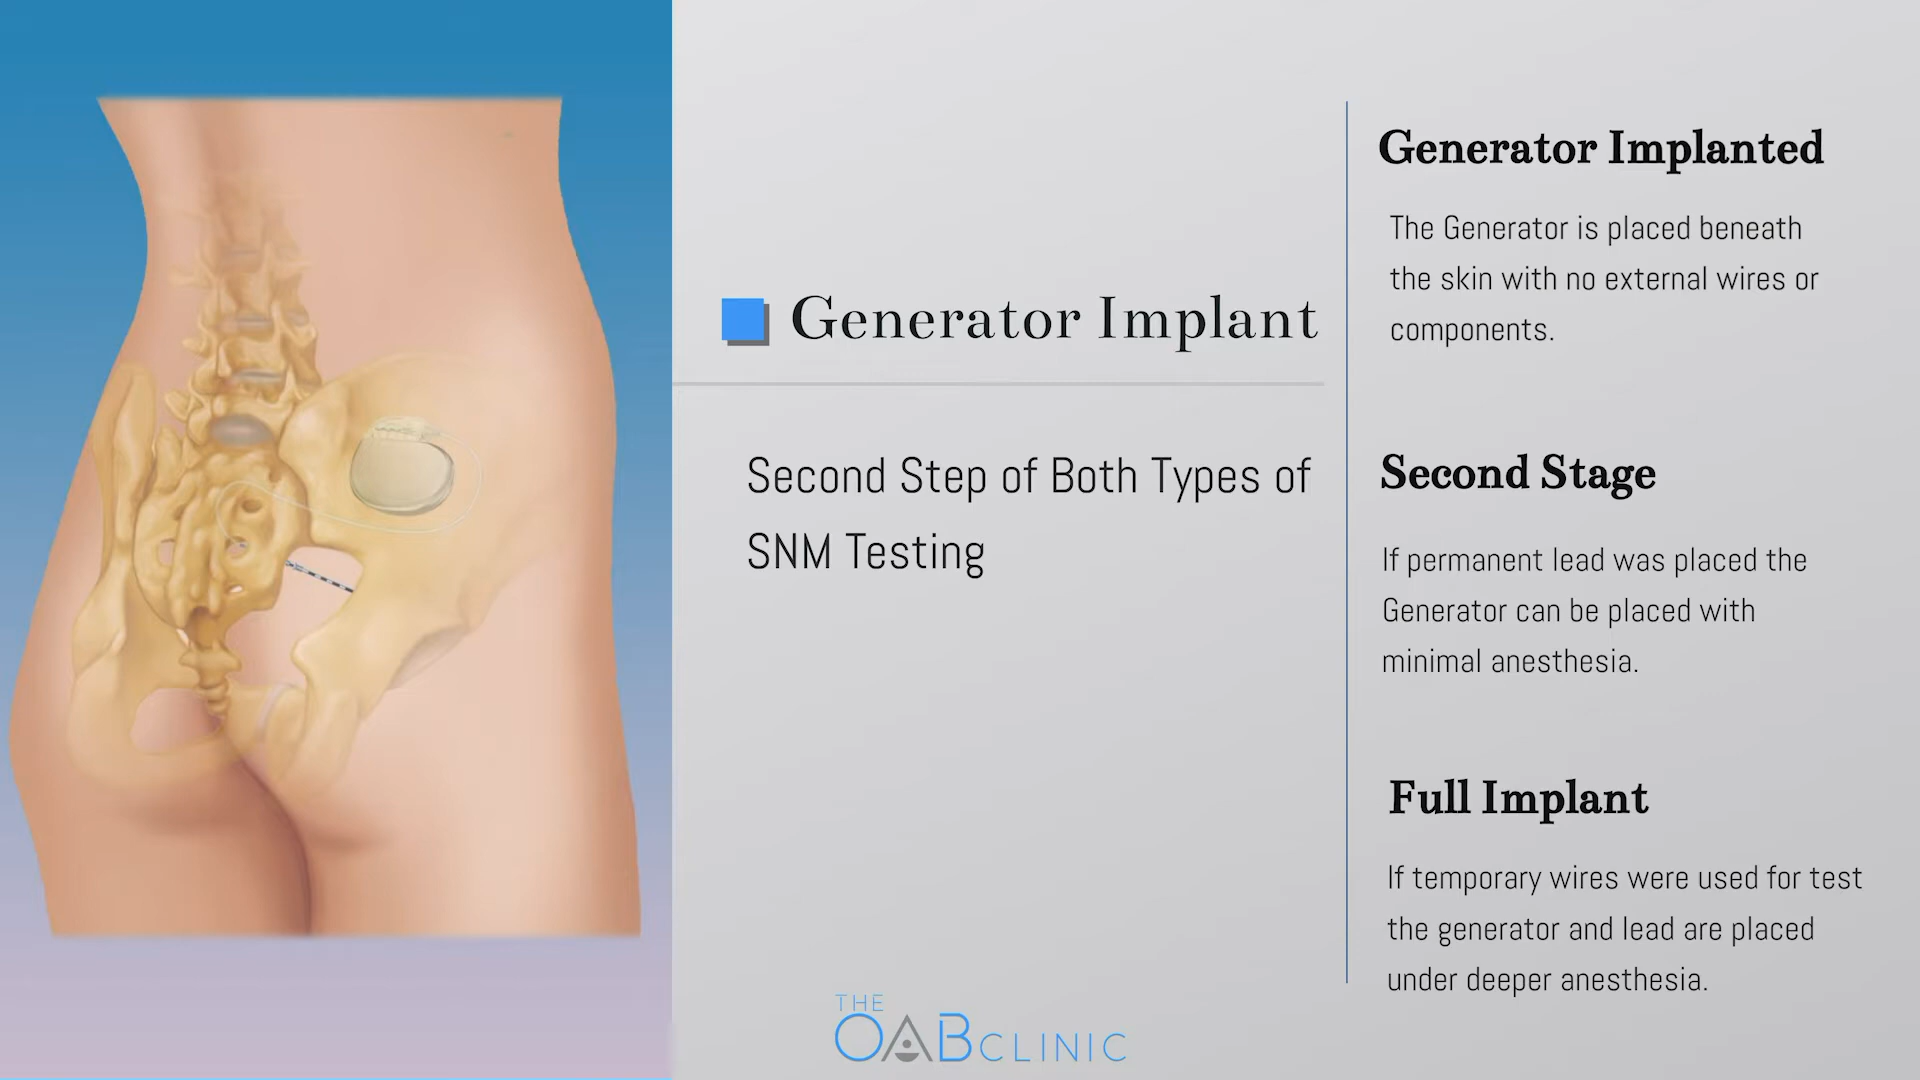 Generator Implant
Second Step of Both Types of
SNM Testing
Generator Implanted
The Generator is placed beneath
the skin with no external wires or
components.
Second Stage
If permanent lead was placed the
Generator can be placed with
minimal anesthesia.
Full Implant
If temporary wires were used for test
the generator and lead are placed
under deeper anesthesia.
THE
OAB CLINIC